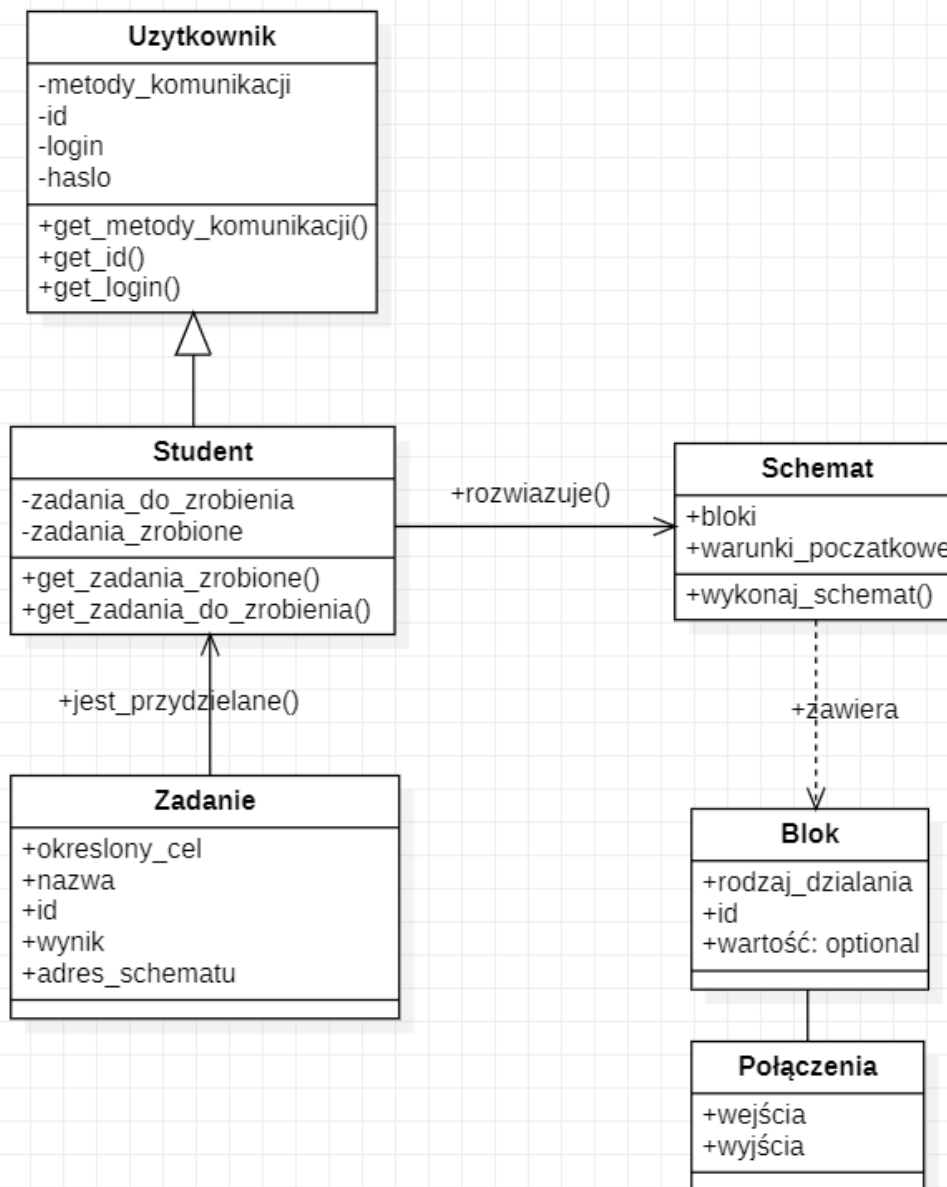 Uzytkownik
-metody_komunikacji
-id
-login
-haslo
+get_metody_komunikacji()
+get_id()
+get_login()
Student
-zadania_do_zrobienia
-zadania_zrobione
+get_zadania_zrobione()
+get_zadania_do_zrobienia()
+rozwiazuje()
Schemat
+bloki
+warunki_poczatkowe
+wykonaj_schemat()
+jest_przydzielane()
+zawiera
Zadanie
+okreslony_cel
+nazwa
+id
+wynik
+adres_schematu
Blok
+rodzaj_dzialania
+id
+wartość: optional
Połączenia
+wejścia
+wyjścia